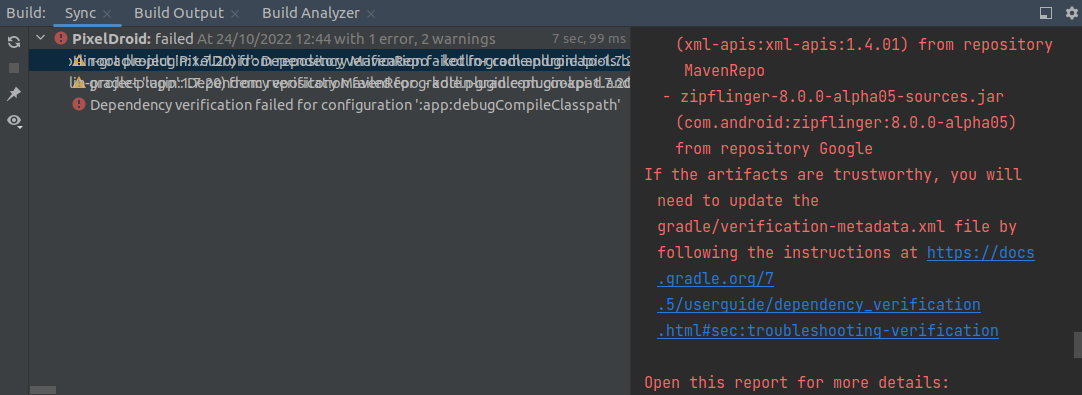 Build: Sync × Build Output × Build Analyzer ×
PixelDroid: failed At 24/10/2022 12:44 with 1 error, 2 warnings 7 sec, 99 ms
Dependency verification failed for configuration ':app:debugCompileClasspath'
(xml-apis:xml-apis:1.4.01) from repository
MavenRepo
- zipflinger-8.0.0-alpha05-sources.jar
(com.android:zipflinger:8.0.0-alpha05)
from repository Google
If the artifacts are trustworthy, you will
need to update the
gradle/verification-metadata.xml file by
following the instructions at https://docs
.gradle.org/7
.5/userguide/dependency_verification
.html#sec:troubleshooting-verification
Open this report for more details: